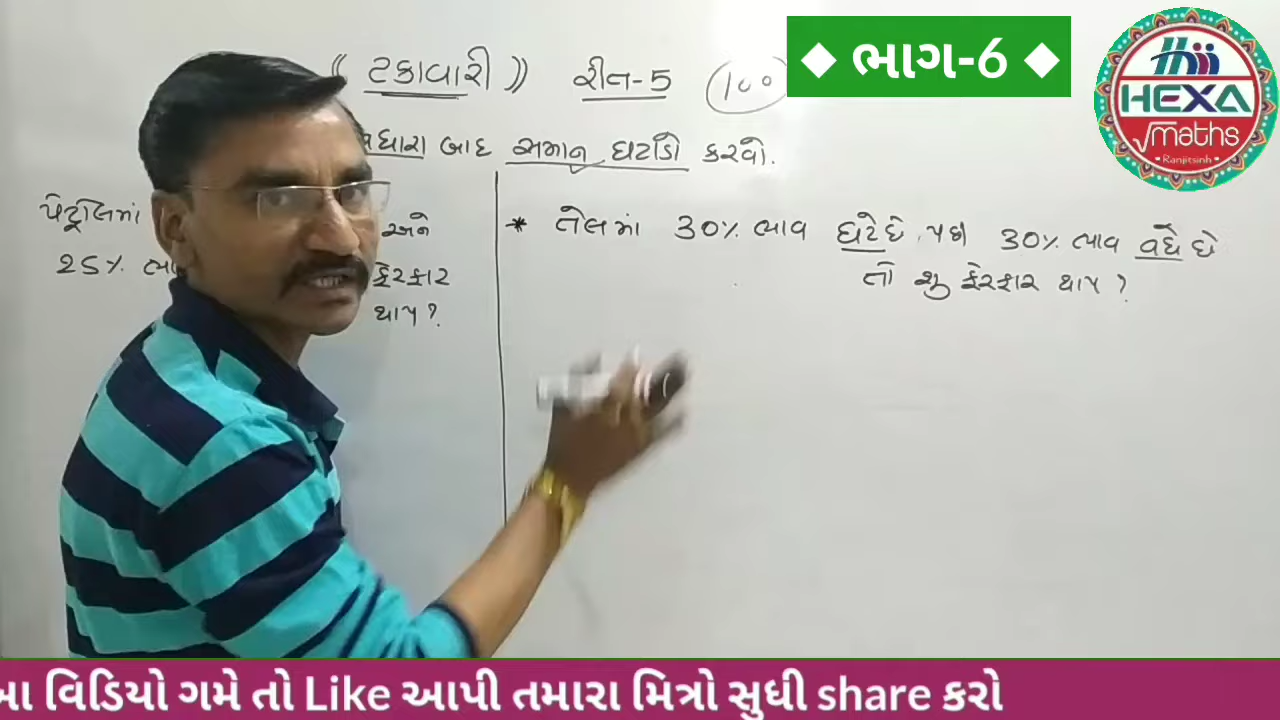 ◆ ભાગ-6 ◆
HEXA
√maths
Ranjitsinh
(( ટકાવારી )) રીત-5 100
વધારા બાદ સમાન ઘટાડો કરવો.
પેટ્રોલમાં અને
25% ભા ફેરફાર
થાય?
* તેલમાં 30% ભાવ ઘટે છે પછી 30% ભાવ વધે છે
તો શુ ફેરફાર થાય ?
આ વિડિયો ગમે તો Like આપી તમારા મિત્રો સુધી share કરો